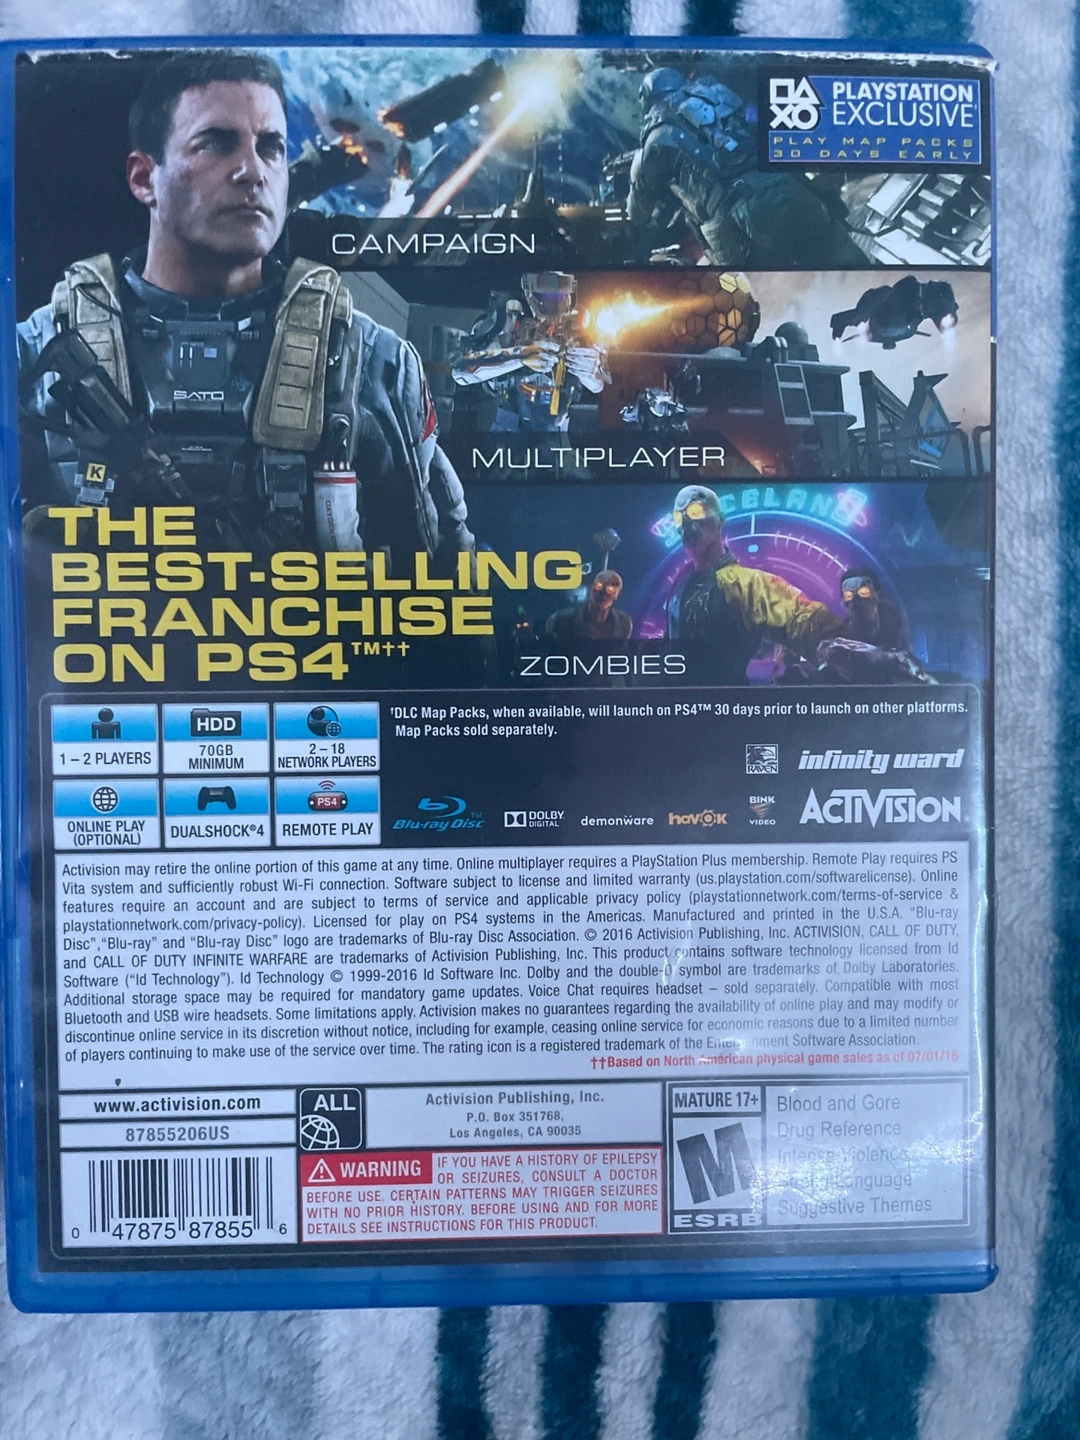 PLAYSTATION
EXCLUSIVE
PLAY MAP PACKS
30 DAYS EARLY
CAMPAIGN
SATO
K
MULTIPLAYER
THE
BEST-SELLING
FRANCHISE
ON PS4™††
ZOMBIES
1 – 2 PLAYERS
HDD
70GB
MINIMUM
2 – 18
NETWORK PLAYERS
ONLINE PLAY
(OPTIONAL)
DUALSHOCK®4
PS4
REMOTE PLAY
†DLC Map Packs, when available, will launch on PS4™ 30 days prior to launch on other platforms.
Map Packs sold separately.
RAVEN
infinity ward
Blu-ray Disc™
DOLBY
DIGITAL
demonware
havok
BINK
VIDEO
ACTIVISION.
Activision may retire the online portion of this game at any time. Online multiplayer requires a PlayStation Plus membership. Remote Play requires PS
Vita system and sufficiently robust Wi-Fi connection. Software subject to license and limited warranty (us.playstation.com/softwarelicense). Online
features require an account and are subject to terms of service and applicable privacy policy (playstationnetwork.com/terms-of-service &
playstationnetwork.com/privacy-policy). Licensed for play on PS4 systems in the Americas. Manufactured and printed in the U.S.A. “Blu-ray
Disc”,“Blu-ray” and “Blu-ray Disc” logo are trademarks of Blu-ray Disc Association. © 2016 Activision Publishing, Inc. ACTIVISION, CALL OF DUTY,
and CALL OF DUTY INFINITE WARFARE are trademarks of Activision Publishing, Inc. This product contains software technology licensed from Id
Software (“Id Technology”). Id Technology © 1999-2016 Id Software Inc. Dolby and the double-D symbol are trademarks of Dolby Laboratories.
Additional storage space may be required for mandatory game updates. Voice Chat requires headset – sold separately. Compatible with most
Bluetooth and USB wire headsets. Some limitations apply. Activision makes no guarantees regarding the availability of online play and may modify or
discontinue online service in its discretion without notice, including for example, ceasing online service for economic reasons due to a limited number
of players continuing to make use of the service over time. The rating icon is a registered trademark of the Entertainment Software Association.
††Based on North American physical game sales as of 07/01/16
www.activision.com
87855206US
ALL
Activision Publishing, Inc.
P.O. Box 351768,
Los Angeles, CA 90035
WARNING
IF YOU HAVE A HISTORY OF EPILEPSY
OR SEIZURES, CONSULT A DOCTOR
BEFORE USE. CERTAIN PATTERNS MAY TRIGGER SEIZURES
WITH NO PRIOR HISTORY. BEFORE USING AND FOR MORE
DETAILS SEE INSTRUCTIONS FOR THIS PRODUCT.
0 47875 87855 6
MATURE 17+
M
ESRB
Blood and Gore
Drug Reference
Intense Violence
Language
Suggestive Themes